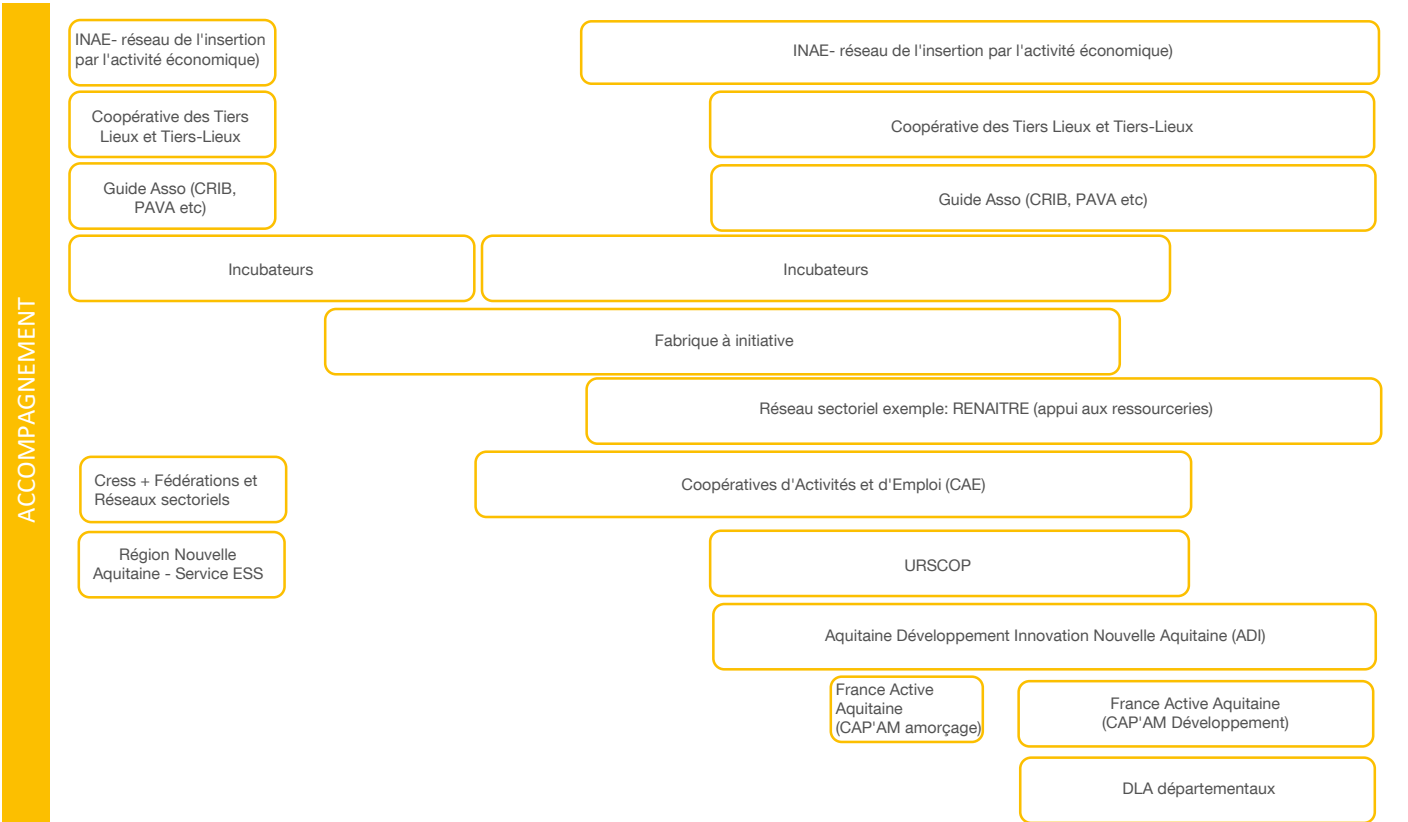 ACCOMPAGNEMENT
INAE- réseau de l'insertion
par l'activité économique)
INAE- réseau de l'insertion par l'activité économique)
Coopérative des Tiers
Lieux et Tiers-Lieux
Coopérative des Tiers Lieux et Tiers-Lieux
Guide Asso (CRIB,
PAVA etc)
Guide Asso (CRIB, PAVA etc)
Incubateurs
Incubateurs
Fabrique à initiative
Réseau sectoriel exemple: RENAITRE (appui aux ressourceries)
Cress + Fédérations et
Réseaux sectoriels
Coopératives d'Activités et d'Emploi (CAE)
Région Nouvelle
Aquitaine - Service ESS
URSCOP
Aquitaine Développement Innovation Nouvelle Aquitaine (ADI)
France Active
Aquitaine
(CAP'AM amorçage)
France Active Aquitaine
(CAP'AM Développement)
DLA départementaux